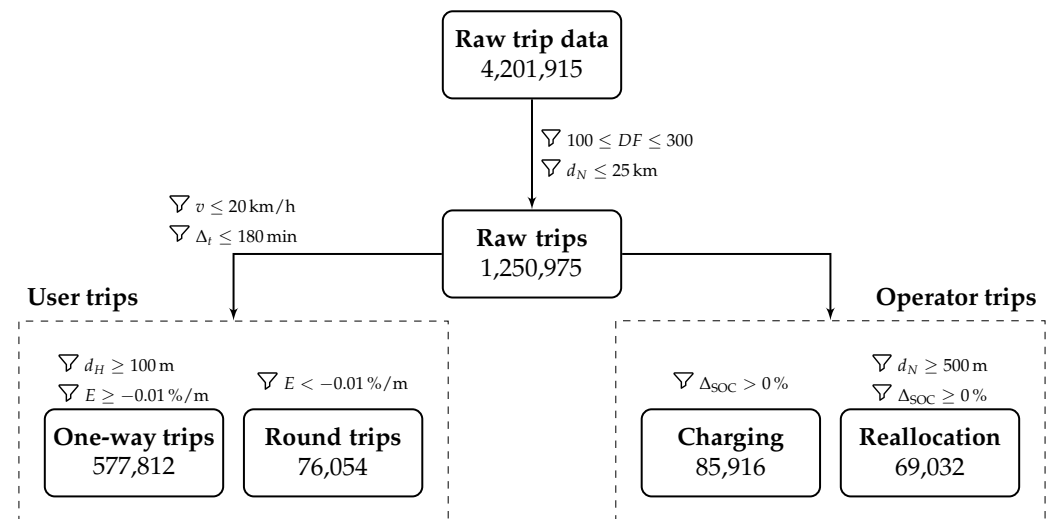 Raw trip data
4,201,915
100 ≤ DF ≤ 300
d_N ≤ 25 km
v ≤ 20 km/h
Δ_t ≤ 180 min
Raw trips
1,250,975
User trips
Operator trips
d_H ≥ 100 m
E ≥ −0.01 %/m
E < −0.01 %/m
Δ_SOC > 0 %
d_N ≥ 500 m
Δ_SOC ≥ 0 %
One-way trips
577,812
Round trips
76,054
Charging
85,916
Reallocation
69,032